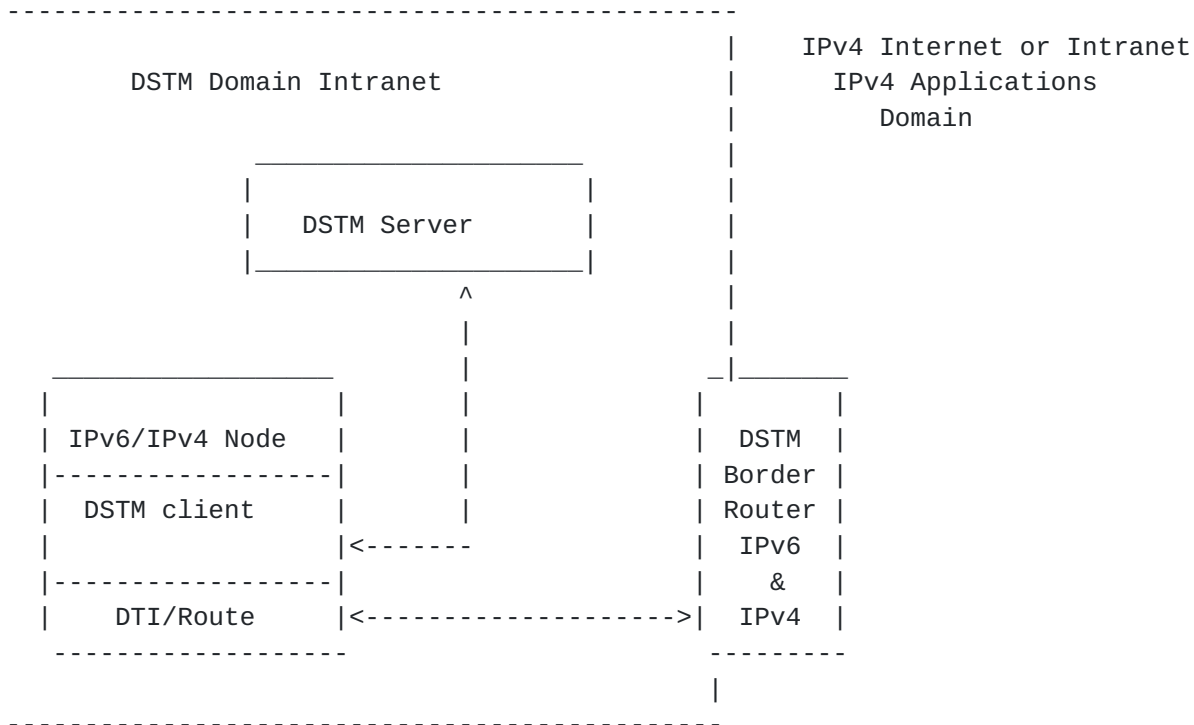 IPv4 Internet or Intranet
DSTM Domain Intranet IPv4 Applications
Domain
DSTM Server
IPv6/IPv4 Node DSTM
Border
DSTM client Router
IPv6
&
DTI/Route IPv4